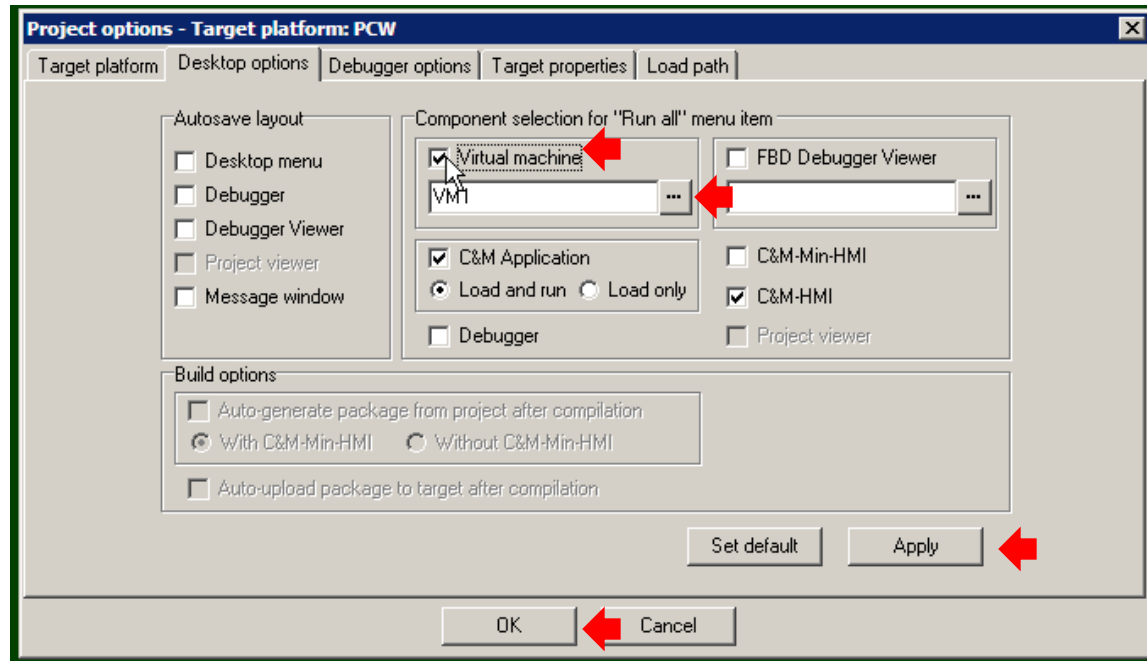 Project options - Target platform: PCW
Target platform Desktop options Debugger options Target properties Load path
Autosave layout
Desktop menu
Debugger
Debugger Viewer
Project viewer
Message window
Component selection for "Run all" menu item
Virtual machine
VM1
...
FBD Debugger Viewer
...
C&M Application
Load and run Load only
Debugger
C&M-Min-HMI
C&M-HMI
Project viewer
Build options
Auto-generate package from project after compilation
With C&M-Min-HMI Without C&M-Min-HMI
Auto-upload package to target after compilation
Set default Apply
OK Cancel